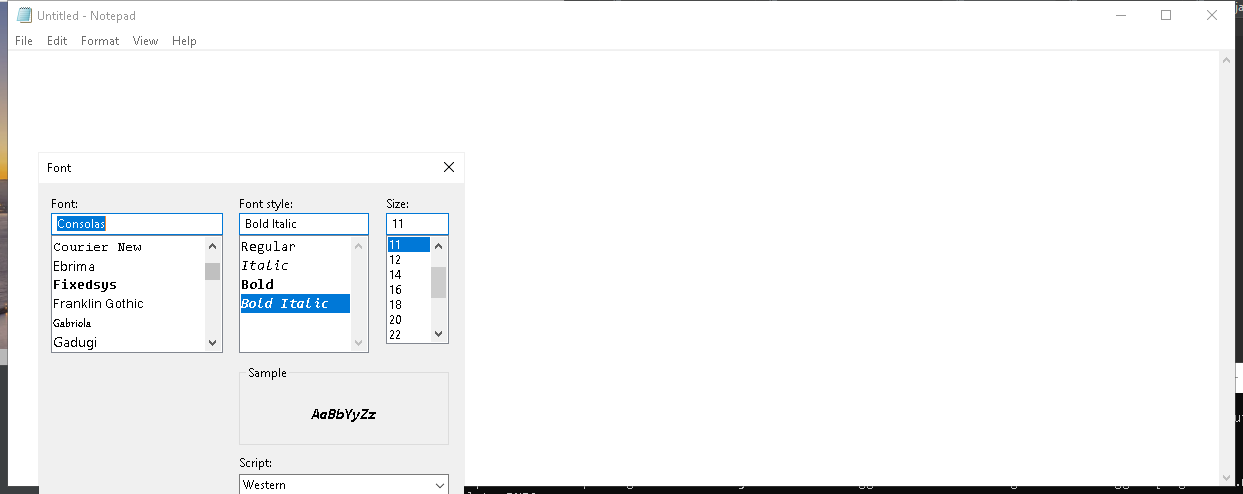 Untitled - Notepad
File Edit Format View Help
Font
Font: Font style: Size:
Consolas Bold Italic 11
Courier New Regular 11
Ebrima Italic 12
Fixedsys Bold 14
Franklin Gothic Bold Italic 16
Gabriola 18
Gadugi 20
22
Sample
AaBbYyZz
Script:
Western